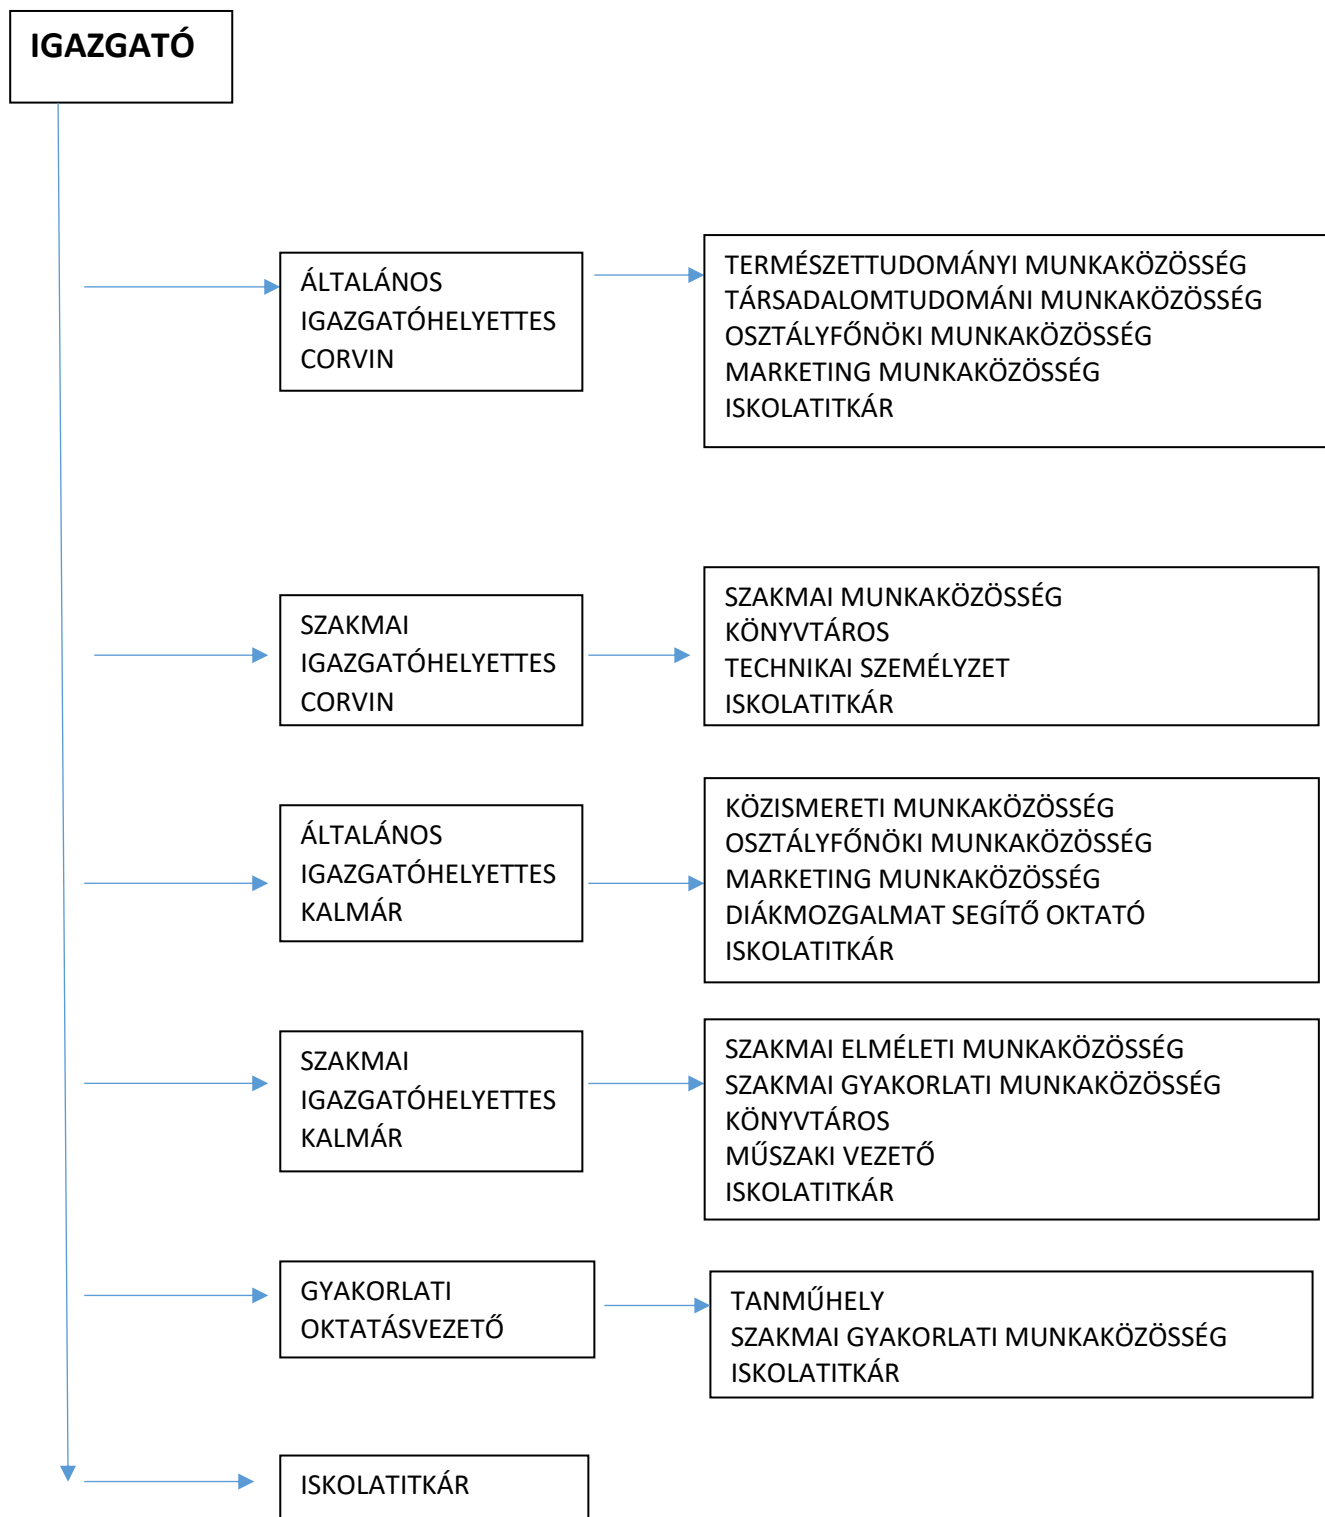 IGAZGATÓ
ÁLTALÁNOS
IGAZGATÓHELYETTES
CORVIN
TERMÉSZETTUDOMÁNYI MUNKAKÖZÖSSÉG
TÁRSADALOMTUDOMÁNI MUNKAKÖZÖSSÉG
OSZTÁLYFŐNÖKI MUNKAKÖZÖSSÉG
MARKETING MUNKAKÖZÖSSÉG
ISKOLATITKÁR
SZAKMAI
IGAZGATÓHELYETTES
CORVIN
SZAKMAI MUNKAKÖZÖSSÉG
KÖNYVTÁROS
TECHNIKAI SZEMÉLYZET
ISKOLATITKÁR
ÁLTALÁNOS
IGAZGATÓHELYETTES
KALMÁR
KÖZISMERETI MUNKAKÖZÖSSÉG
OSZTÁLYFŐNÖKI MUNKAKÖZÖSSÉG
MARKETING MUNKAKÖZÖSSÉG
DIÁKMOZGALMAT SEGÍTŐ OKTATÓ
ISKOLATITKÁR
SZAKMAI
IGAZGATÓHELYETTES
KALMÁR
SZAKMAI ELMÉLETI MUNKAKÖZÖSSÉG
SZAKMAI GYAKORLATI MUNKAKÖZÖSSÉG
KÖNYVTÁROS
MŰSZAKI VEZETŐ
ISKOLATITKÁR
GYAKORLATI
OKTATÁSVEZETŐ
TANMŰHELY
SZAKMAI GYAKORLATI MUNKAKÖZÖSSÉG
ISKOLATITKÁR
ISKOLATITKÁR